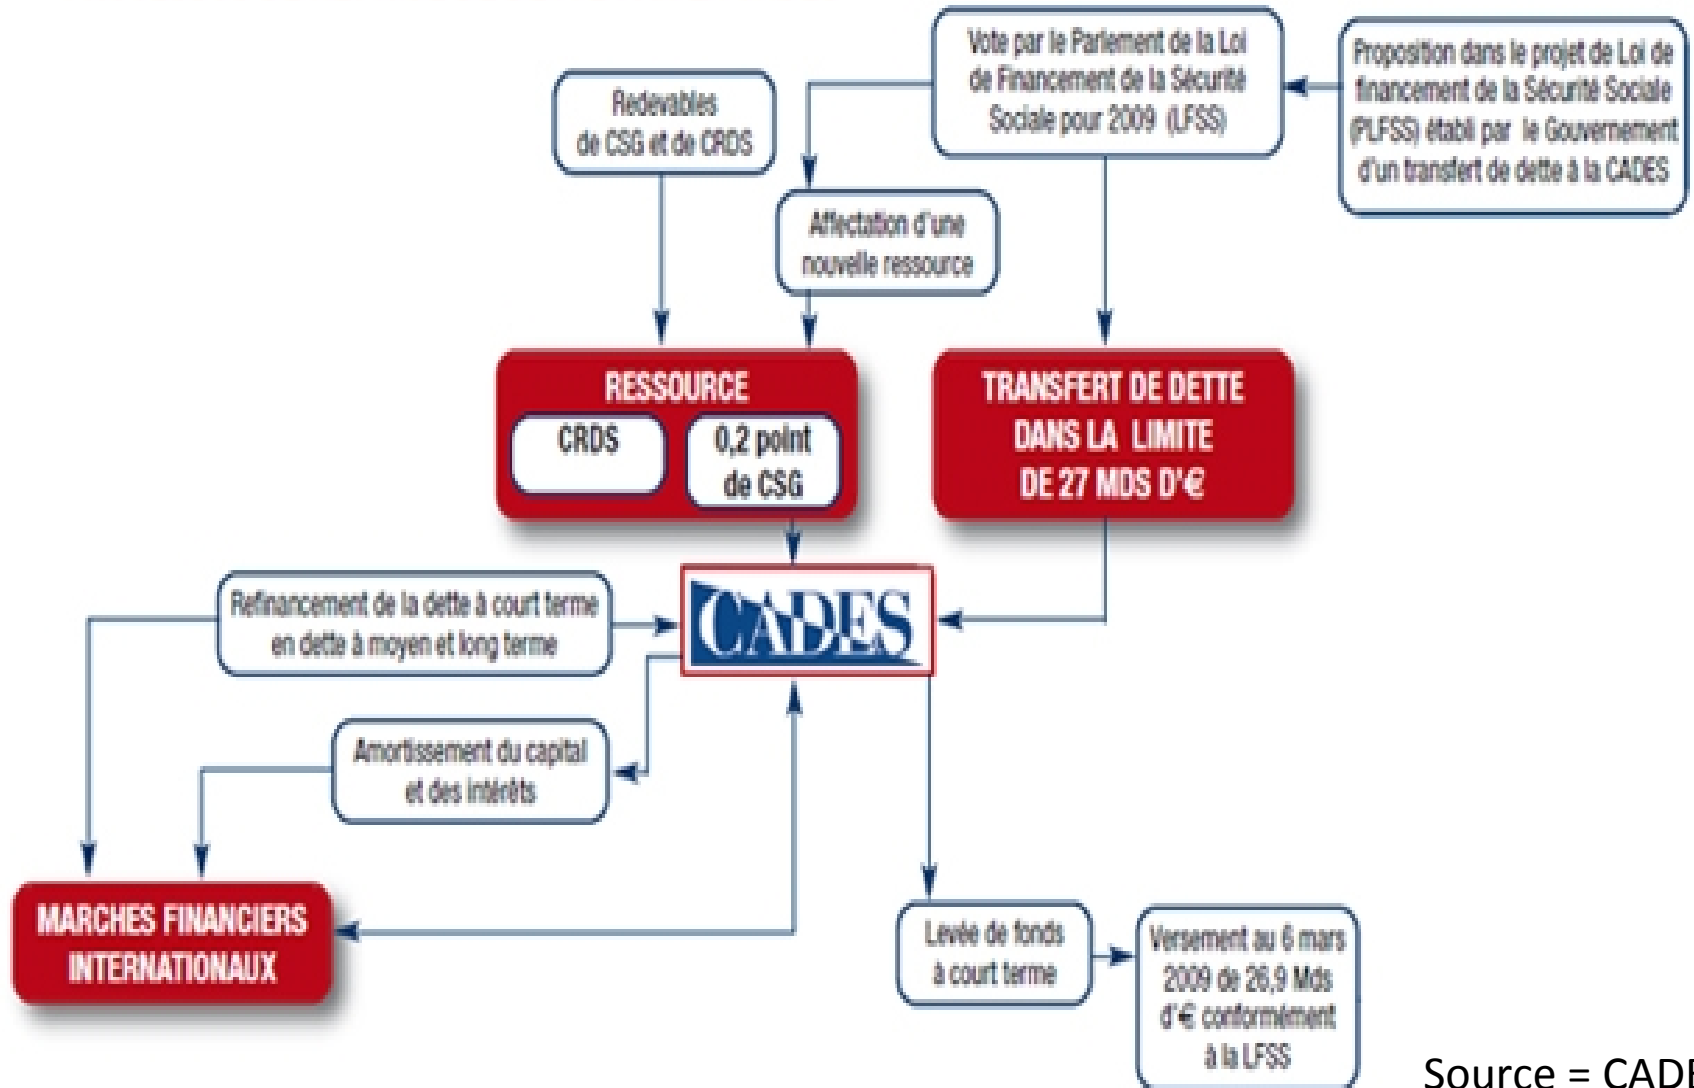 Vote par le Parlement de la Loi
de Financement de la Sécurité
Sociale pour 2009 (LFSS)
Proposition dans le projet de Loi de
financement de la Sécurité Sociale
(PLFSS) établi par le Gouvernement
d'un transfert de dette à la CADES
Redevables
de CSG et de CRDS
Affectation d'une
nouvelle ressource
RESSOURCE
CRDS
0,2 point
de CSG
TRANSFERT DE DETTE
DANS LA LIMITE
DE 27 MDS D'€
CADES
Refinancement de la dette à court terme
en dette à moyen et long terme
Amortissement du capital
et des intérêts
MARCHES FINANCIERS
INTERNATIONAUX
Levée de fonds
à court terme
Versement au 6 mars
2009 de 26,9 Mds
d'€ conformément
à la LFSS
Source = CADE